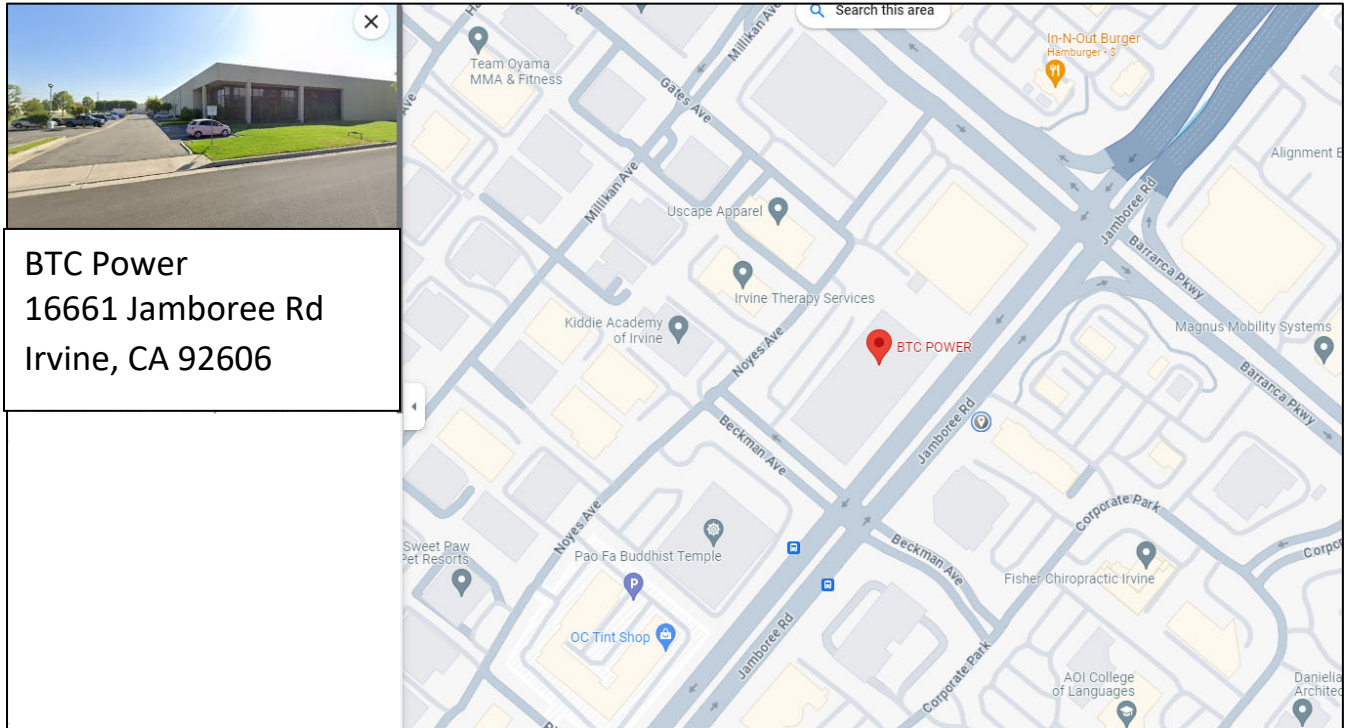 Search this area
In-N-Out Burger
Hamburger · $
Team Oyama
MMA & Fitness
Millikan Ave
Gates Ave
Alignment
Millikan Ave
Uscape Apparel
Jamboree Rd
Barrarca Pkwy
BTC Power
16661 Jamboree Rd
Irvine, CA 92606
Irvine Therapy Services
Kiddie Academy
of Irvine
Noyes Ave
BTC POWER
Magnus Mobility Systems
Barrarca Pkwy
Jamboree Rd
Beckman Ave
Corporate Park
Noyes Ave
Sweet Paw
Pet Resorts
Pao Fa Buddhist Temple
P
Beckman Ave
Fisher Chiropractic Irvine
OC Tint Shop
Jamboree Rd
Corporate Park
AOI College
of Languages